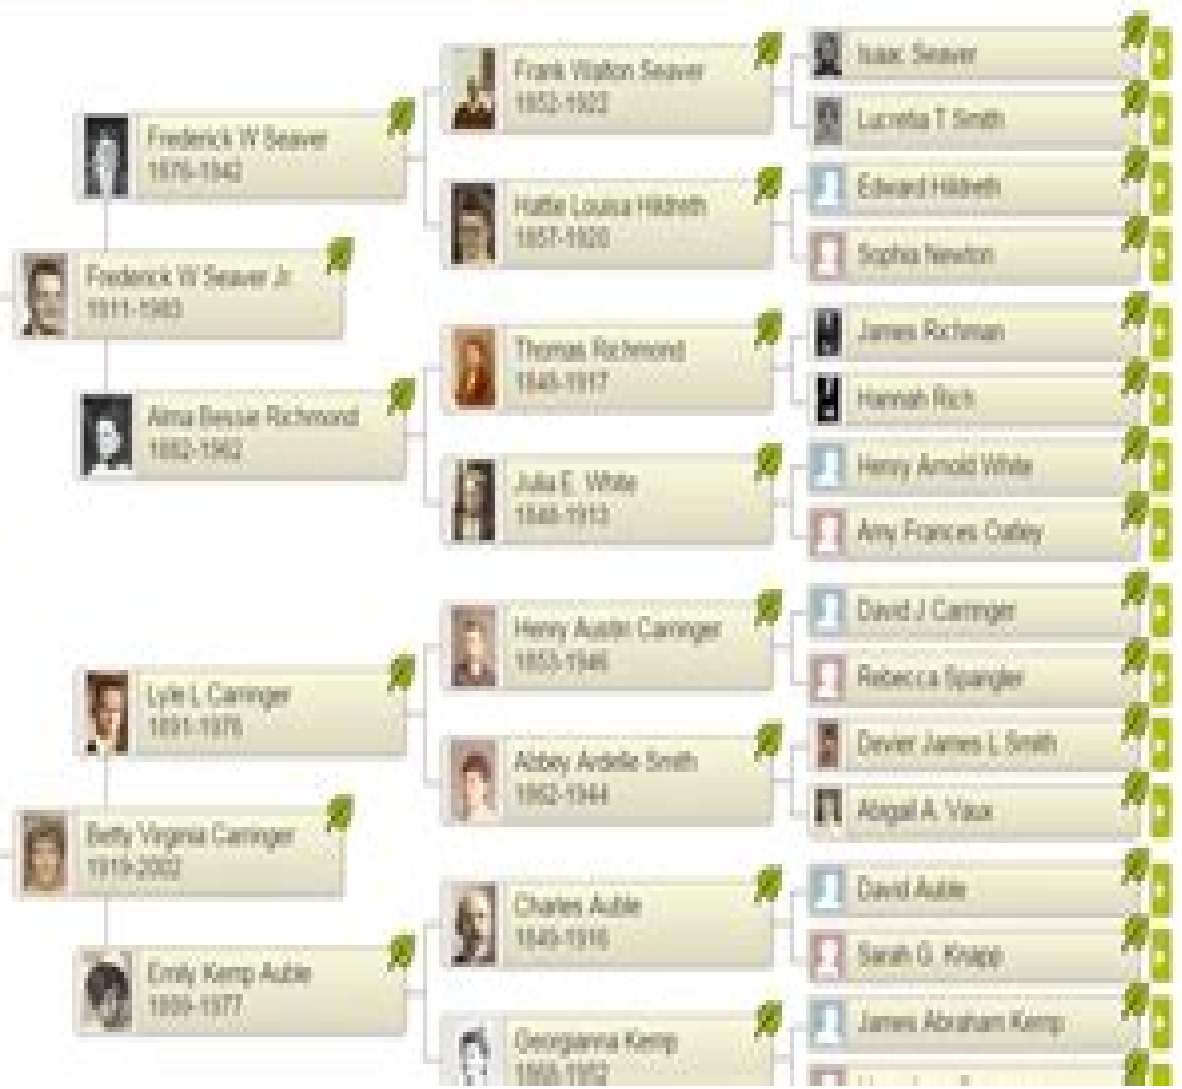 Isaac Seaver
Frank Walton Seaver
1852-1922
Lucretia T Smith
Frederick W Seaver
1876-1942
Edward Hildreth
Hattie Louisa Hildreth
1857-1920
Sophia Newton
Frederick W Seaver Jr.
1911-1983
James Richman
Thomas Richmond
1848-1917
Hannah Rich
Alma Bessie Richmond
1882-1962
Henry Arnold White
Julia E. White
1848-1913
Amy Frances Oatley
David J Carringer
Henry Austin Carringer
1853-1946
Rebecca Spangler
Lyle L Carringer
1891-1976
Devier James L Smith
Abbey Ardelle Smith
1862-1944
Abigail A. Vaux
Betty Virginia Carringer
1919-2002
David Auble
Charles Auble
1849-1916
Sarah G. Knapp
Emily Kemp Auble
1899-1977
James Abraham Kemp
Georgianna Kemp
1868-1952